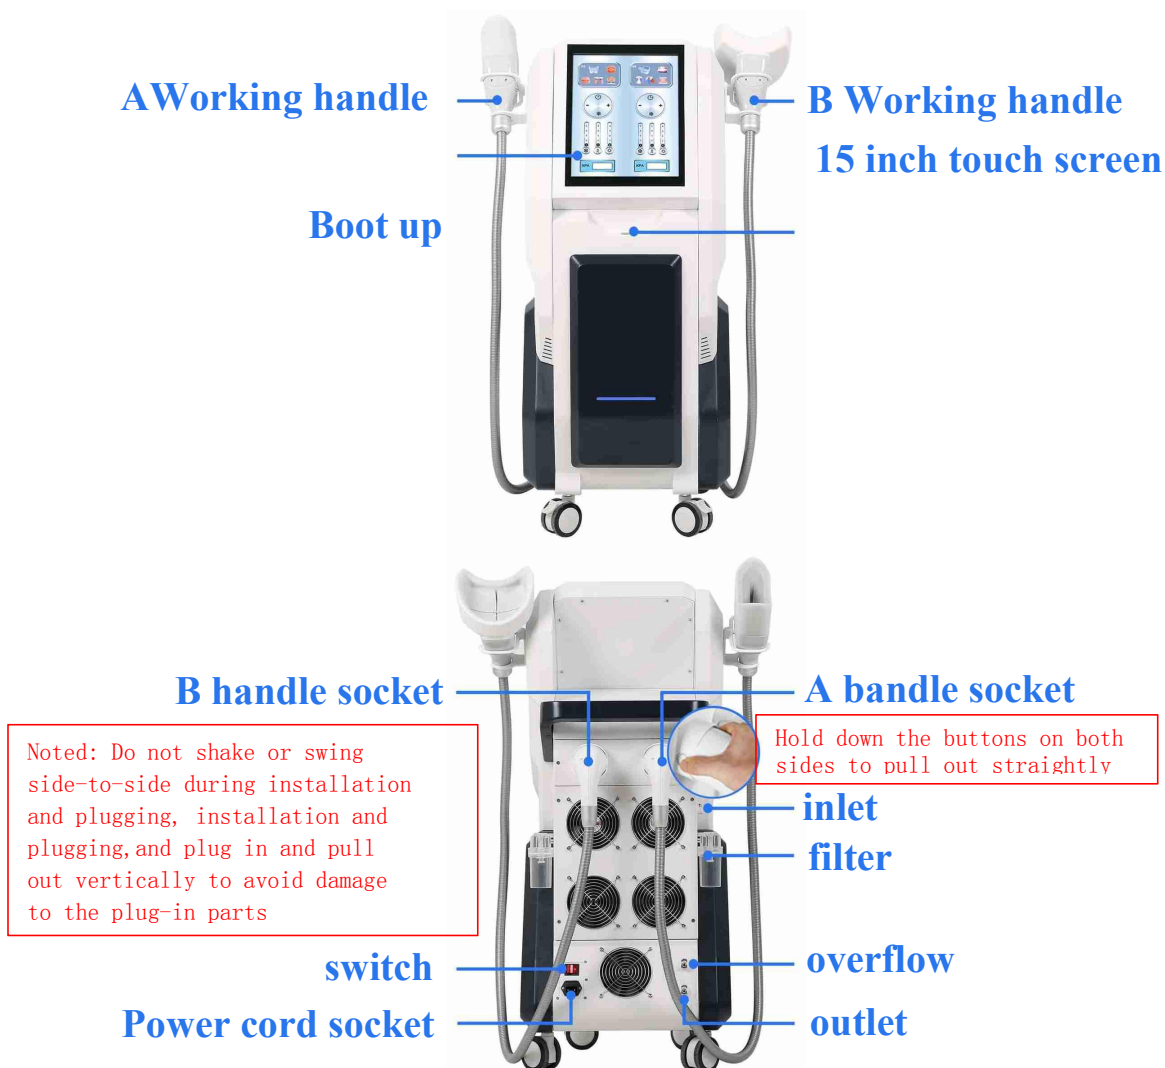 AWorking handle
B Working handle
15 inch touch screen
Boot up
B handle socket
A bandle socket
Noted: Do not shake or swing
side-to-side during installation
and plugging, installation and
plugging,and plug in and pull
out vertically to avoid damage
to the plug-in parts
Hold down the buttons on both
sides to pull out straightly
inlet
filter
switch
overflow
Power cord socket
outlet